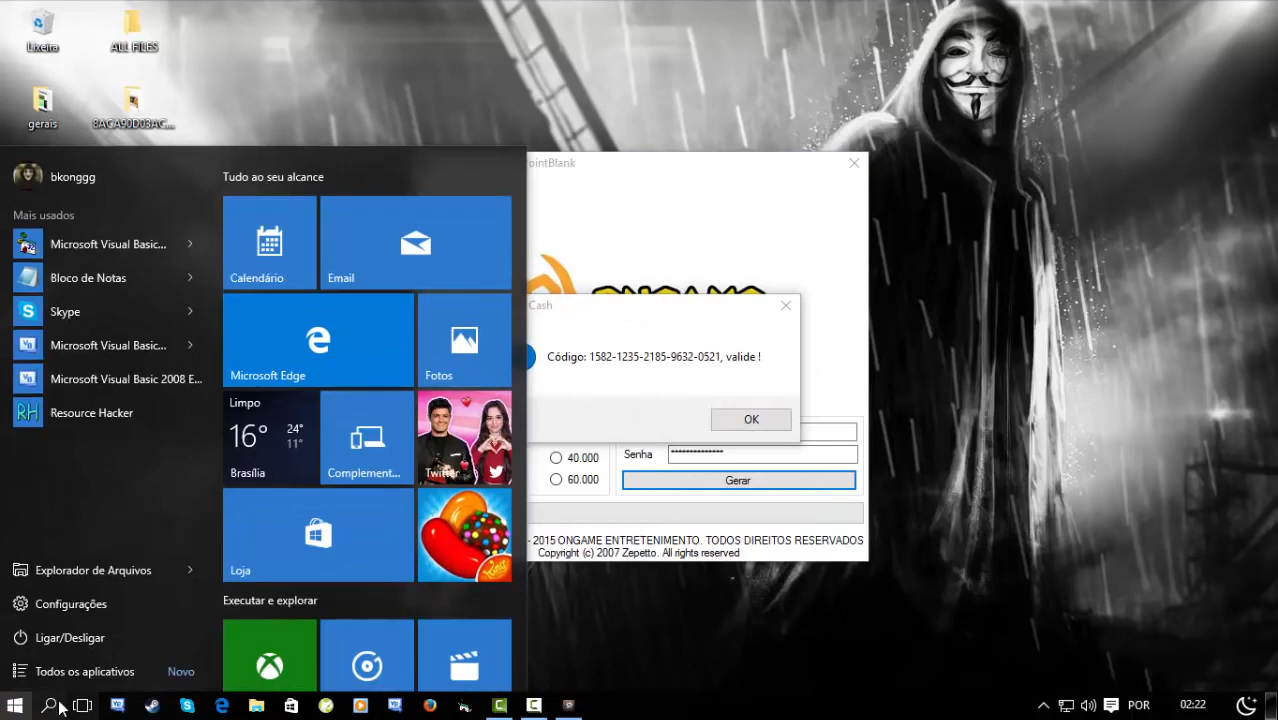 Lixeira
ALL FILES
gerais
8ACA90D03AC...
bkonggg
Mais usados
Microsoft Visual Basic...
Bloco de Notas
Skype
Microsoft Visual Basic...
Microsoft Visual Basic 2008 E...
Resource Hacker
Explorador de Arquivos
Configurações
Ligar/Desligar
Todos os aplicativos
Novo
Tudo ao seu alcance
Calendário
Email
Microsoft Edge
Fotos
Limpo
16° 24°
11°
Brasília
Complement...
Twitter
Loja
King
Executar e explorar
ointBlank
ONGAME
Cash
Código: 1582-1235-2185-9632-0521, valide !
OK
40.000
60.000
Senha
**************
Gerar
- 2015 ONGAME ENTRETENIMENTO. TODOS DIREITOS RESERVADOS
Copyright (c) 2007 Zepetto. All rights reserved
POR
02:22